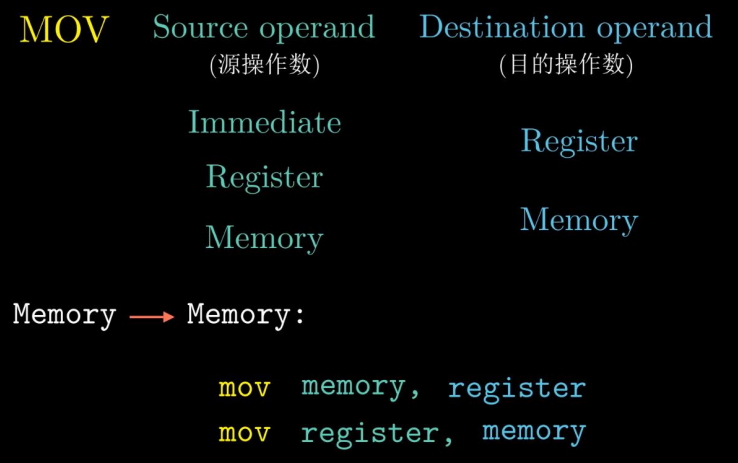 MOV Source operand Destination operand
(源操作数) (目的操作数)
Immediate
Register
Register
Memory
Memory
Memory → Memory:
mov memory, register
mov register, memory